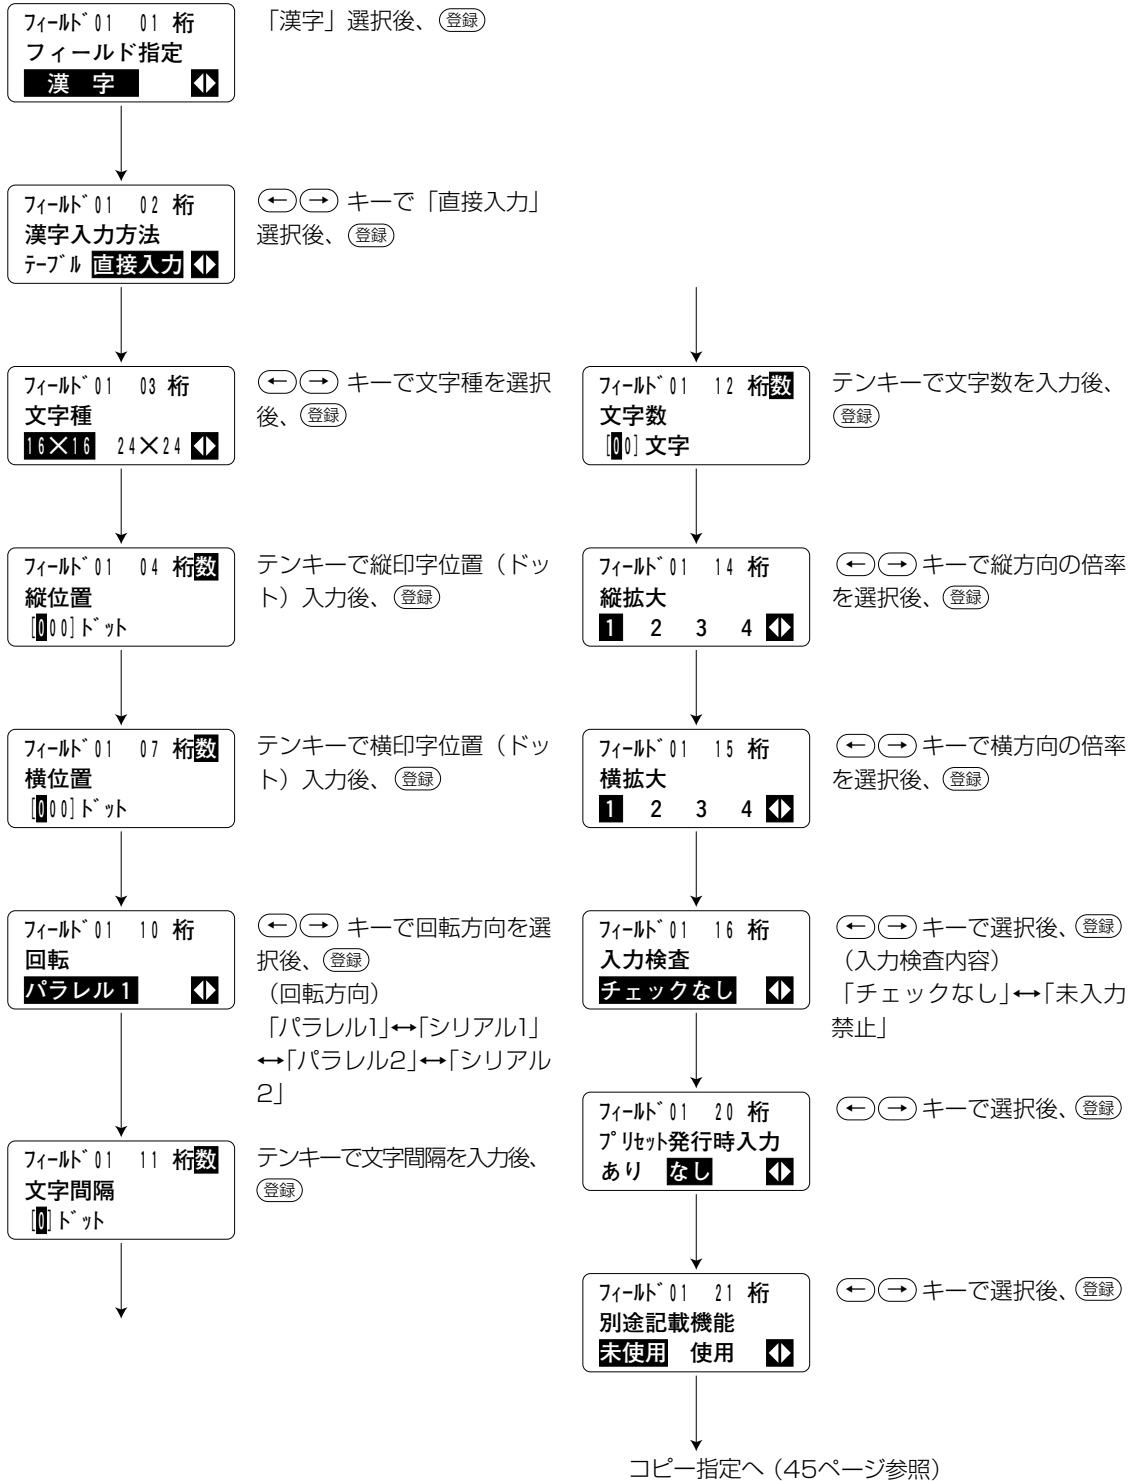 フィールド01 01 桁
フィールド指定
漢 字
「漢字」選択後、登録
フィールド01 02 桁
漢字入力方法
テーブル 直接入力
←→ キーで「直接入力」
選択後、登録
フィールド01 03 桁
文字種
16×16 24×24
←→ キーで文字種を選択
後、登録
フィールド01 04 桁数
縦位置
[000]ドット
テンキーで縦印字位置(ドッ
ト)入力後、登録
フィールド01 07 桁数
横位置
[000]ドット
テンキーで横印字位置(ドッ
ト)入力後、登録
フィールド01 10 桁
回転
パラレル1
←→ キーで回転方向を選
択後、登録
(回転方向)
「パラレル1」↔「シリアル1」
↔「パラレル2」↔「シリアル
2」
フィールド01 11 桁数
文字間隔
[0]ドット
テンキーで文字間隔を入力後、
登録
フィールド01 12 桁数
文字数
[00]文字
テンキーで文字数を入力後、
登録
フィールド01 14 桁
縦拡大
1 2 3 4
←→キーで縦方向の倍率
を選択後、登録
フィールド01 15 桁
横拡大
1 2 3 4
←→キーで横方向の倍率
を選択後、登録
フィールド01 16 桁
入力検査
チェックなし
←→キーで選択後、登録
(入力検査内容)
「チェックなし」↔「未入力
禁止」
フィールド01 20 桁
プリセット発行時入力
あり なし
←→キーで選択後、登録
フィールド01 21 桁
別途記載機能
未使用 使用
←→キーで選択後、登録
コピー指定へ(45ページ参照)